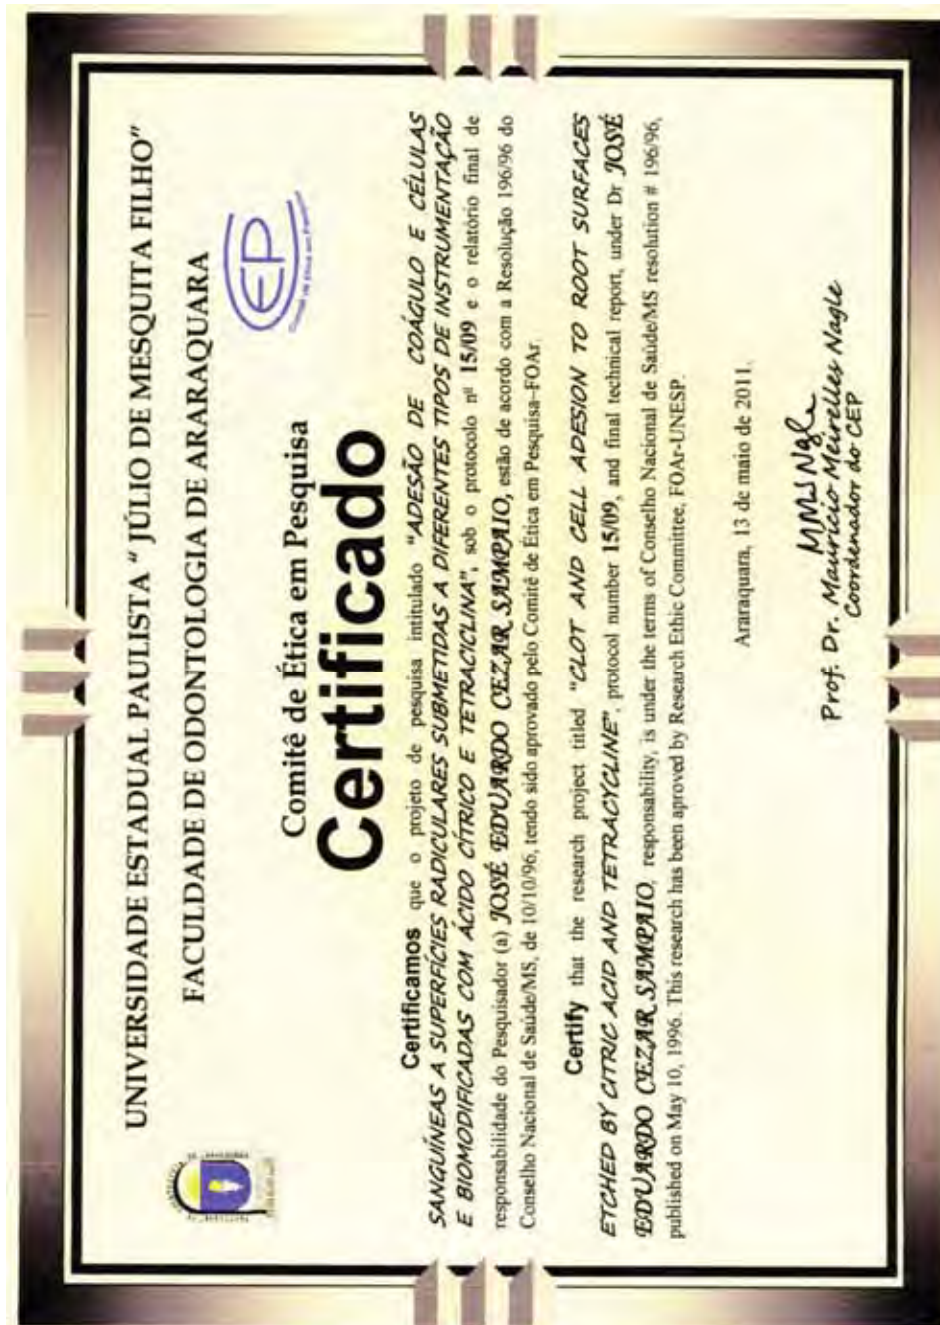 UNIVERSIDADE ESTADUAL PAULISTA " JÚLIO DE MESQUITA FILHO"
FACULDADE DE ODONTOLOGIA DE ARARAQUARA
CEP
Comitê de Ética em Pesquisa
Comitê de Ética em Pesquisa
Certificado
Certificamos que o projeto de pesquisa intitulado "ADESÃO DE COÁGULO E CÉLULAS
SANGUÍNEAS A SUPERFÍCIES RADICULARES SUBMETIDAS A DIFERENTES TIPOS DE INSTRUMENTAÇÃO
E BIOMODIFICADAS COM ÁCIDO CÍTRICO E TETRACICLINA", sob o protocolo nº 15/09 e o relatório final de
responsabilidade do Pesquisador (a) JOSÉ EDUARDO CEZAR SAMPAIO, estão de acordo com a Resolução 196/96 do
Conselho Nacional de Saúde/MS, de 10/10/96, tendo sido aprovado pelo Comitê de Ética em Pesquisa-FOAr.
Certify that the research project titled "CLOT AND CELL ADESION TO ROOT SURFACES
ETCHED BY CITRIC ACID AND TETRACYCLINE", protocol number 15/09, and final technical report, under Dr JOSÉ
EDUARDO CEZAR SAMPAIO, responsability, is under the terms of Conselho Nacional de Saúde/MS resolution # 196/96,
published on May 10, 1996. This research has been aproved by Research Ethic Committee, FOAr-UNESP.
Araraquara, 13 de maio de 2011.
Prof. Dr. Mauricio Meirelles Nagle
Coordenador do CEP